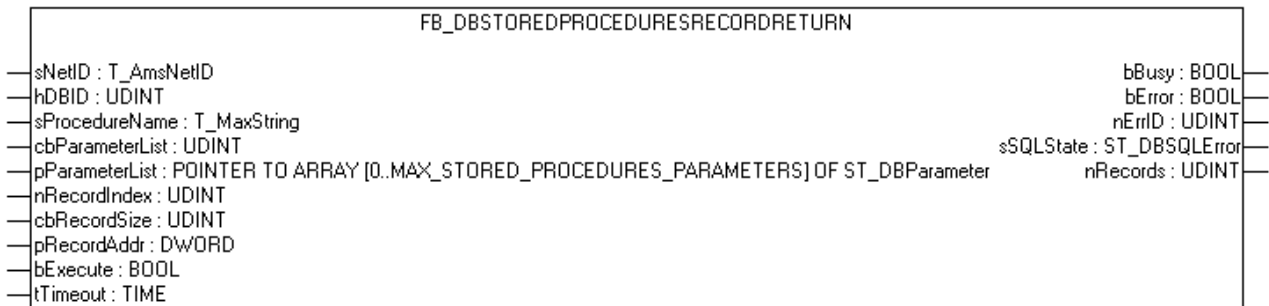 FB_DBSTOREDPROCEDURESRECORDRETURN
sNetID : T_AmsNetID bBusy : BOOL
hDBID : UDINT bError : BOOL
sProcedureName : T_MaxString nErrID : UDINT
cbParameterList : UDINT sSQLState : ST_DBSQLError
pParameterList : POINTER TO ARRAY [0..MAX_STORED_PROCEDURES_PARAMETERS] OF ST_DBParameter nRecords : UDINT
nRecordIndex : UDINT
cbRecordSize : UDINT
pRecordAddr : DWORD
bExecute : BOOL
tTimeout : TIME